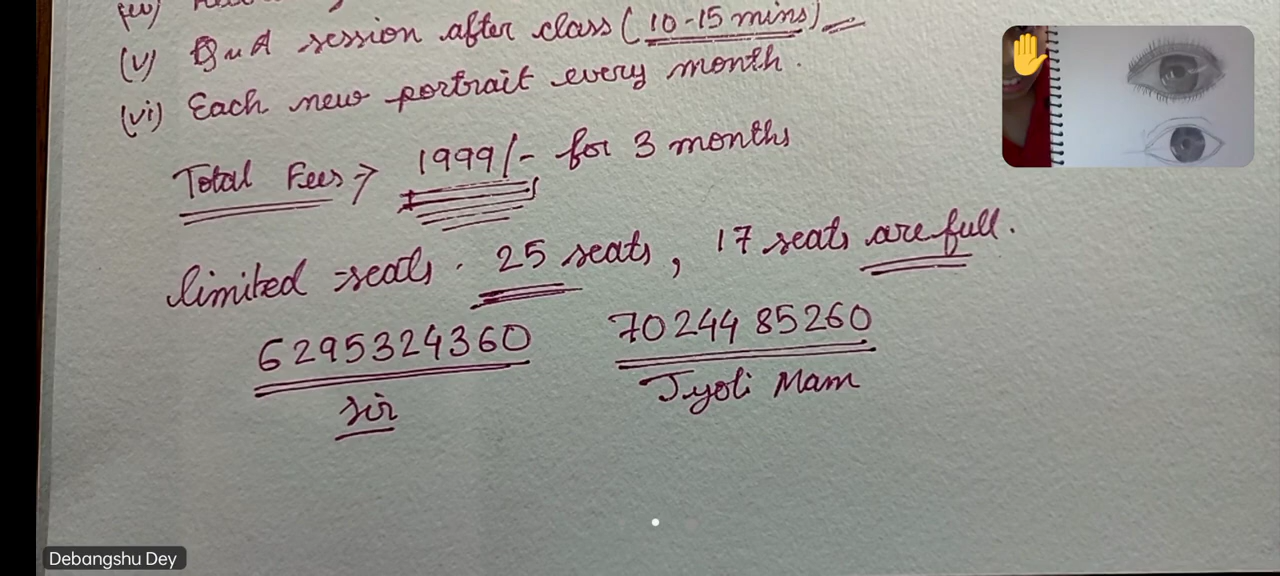 (v) QnA session after class (10-15 mins)
(vi) Each new portrait every month.
Total Fees → 1999/- for 3 months
limited seats. 25 seats, 17 seats are full.
6295324360 7024485260
sir Jyoti Mam
Debangshu Dey